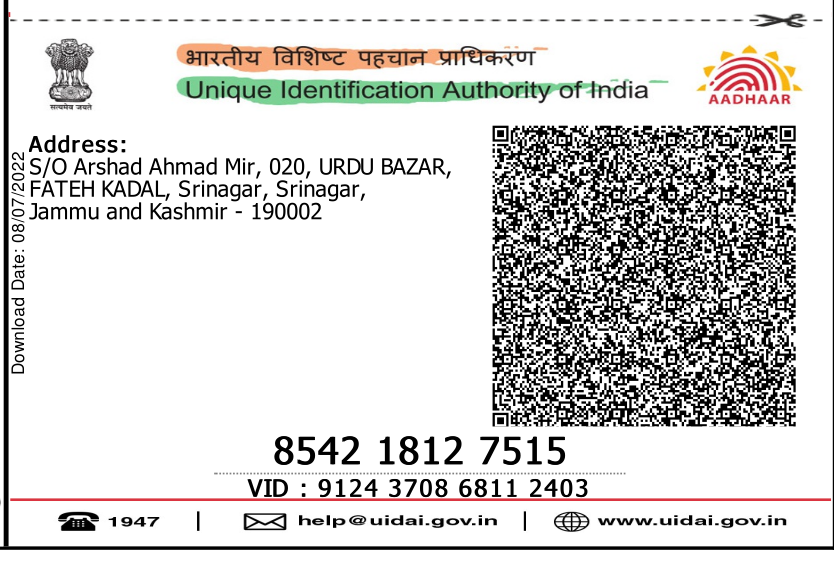 भारतीय विशिष्ट पहचान प्राधिकरण
Unique Identification Authority of India
सत्यमेव जयते
AADHAAR
Address:
S/O Arshad Ahmad Mir, 020, URDU BAZAR,
FATEH KADAL, Srinagar, Srinagar,
Jammu and Kashmir - 190002
Download Date: 08/07/2022
8542 1812 7515
VID : 9124 3708 6811 2403
1947 | help@uidai.gov.in | www.uidai.gov.in